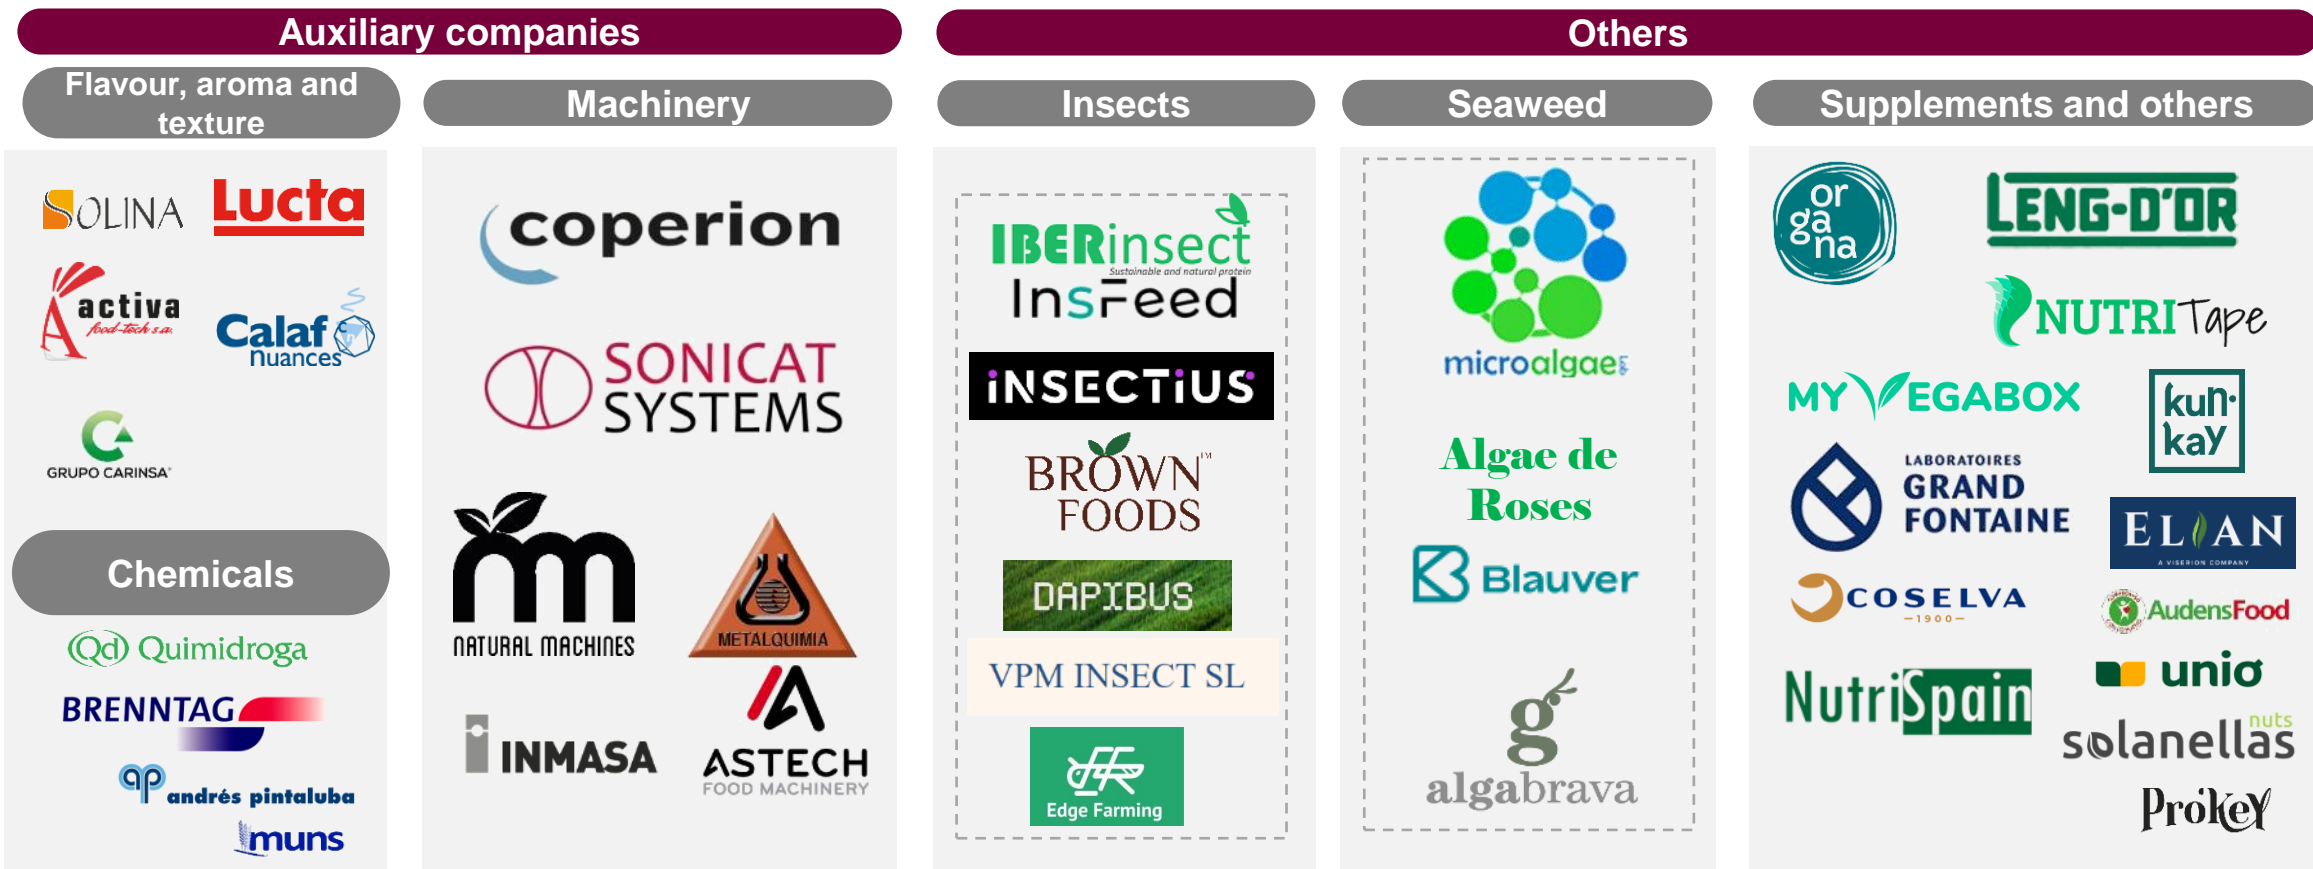 Auxiliary companies
Others
Flavour, aroma and
texture
Machinery
Insects
Seaweed
Supplements and others
SOLINA
Lucta
activa
food-tech s.a.
Calaf
Nuances
GRUPO CARINSA
Chemicals
Qd Quimidroga
BRENNTAG
ap andrés pintaluba
muns
coperion
SONICAT
SYSTEMS
NATURAL MACHINES
METALQUIMIA
INMASA
ASTECH
FOOD MACHINERY
IBERinsect
Sustainable and natural protein
InsFeed
iNSECTiUS
BROWN™
FOODS
DAPIBUS
VPM INSECT SL
Edge Farming
microalgae
Algae de
Roses
Blauver
algabrava
or
ga
na
LENG-D'OR
NUTRITape
MY VEGABOX
kun·
kay
LABORATOIRES
GRAND
FONTAINE
ELIAN
A VISERION COMPANY
COSELVA
–1900–
AudensFood
NutriSpain
unió
solanellas
nuts
ProKeY